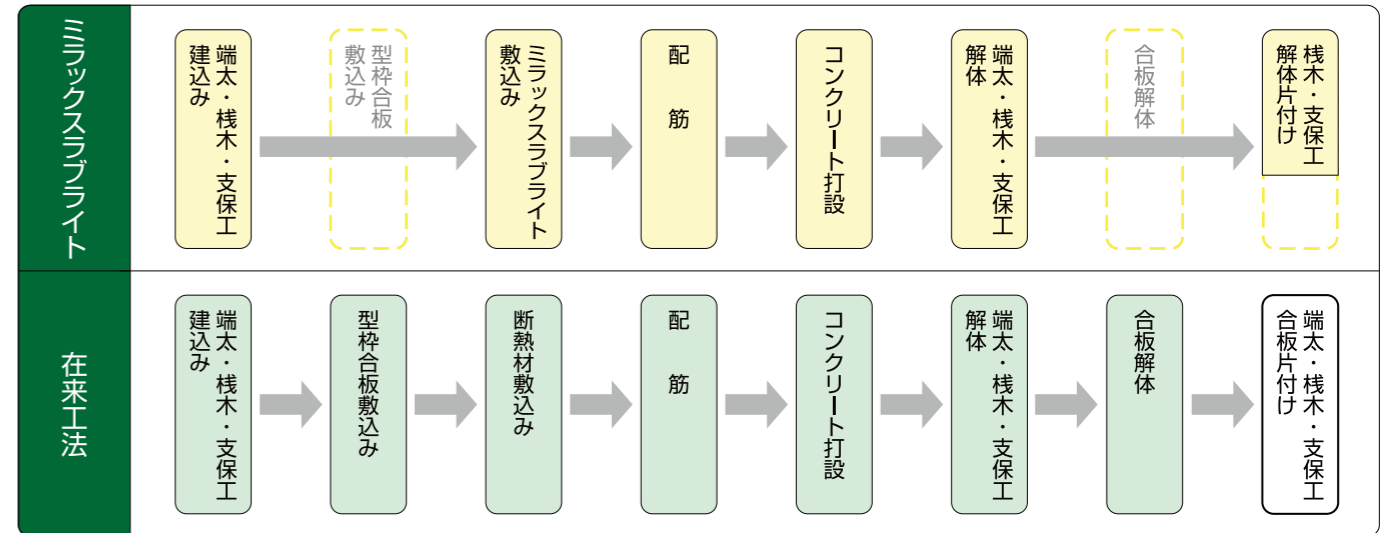 ミラックスラブライト
端太・桟木・支保工
建込み
型枠合板
敷込み
ミラックスラブライト
敷込み
配筋
コンクリート打設
端太・桟木・支保工
解体
合板解体
桟木・支保工
解体片付け
在来工法
端太・桟木・支保工
建込み
型枠合板敷込み
断熱材敷込み
配筋
コンクリート打設
端太・桟木・支保工
解体
合板解体
端太・桟木・支保工
合板片付け